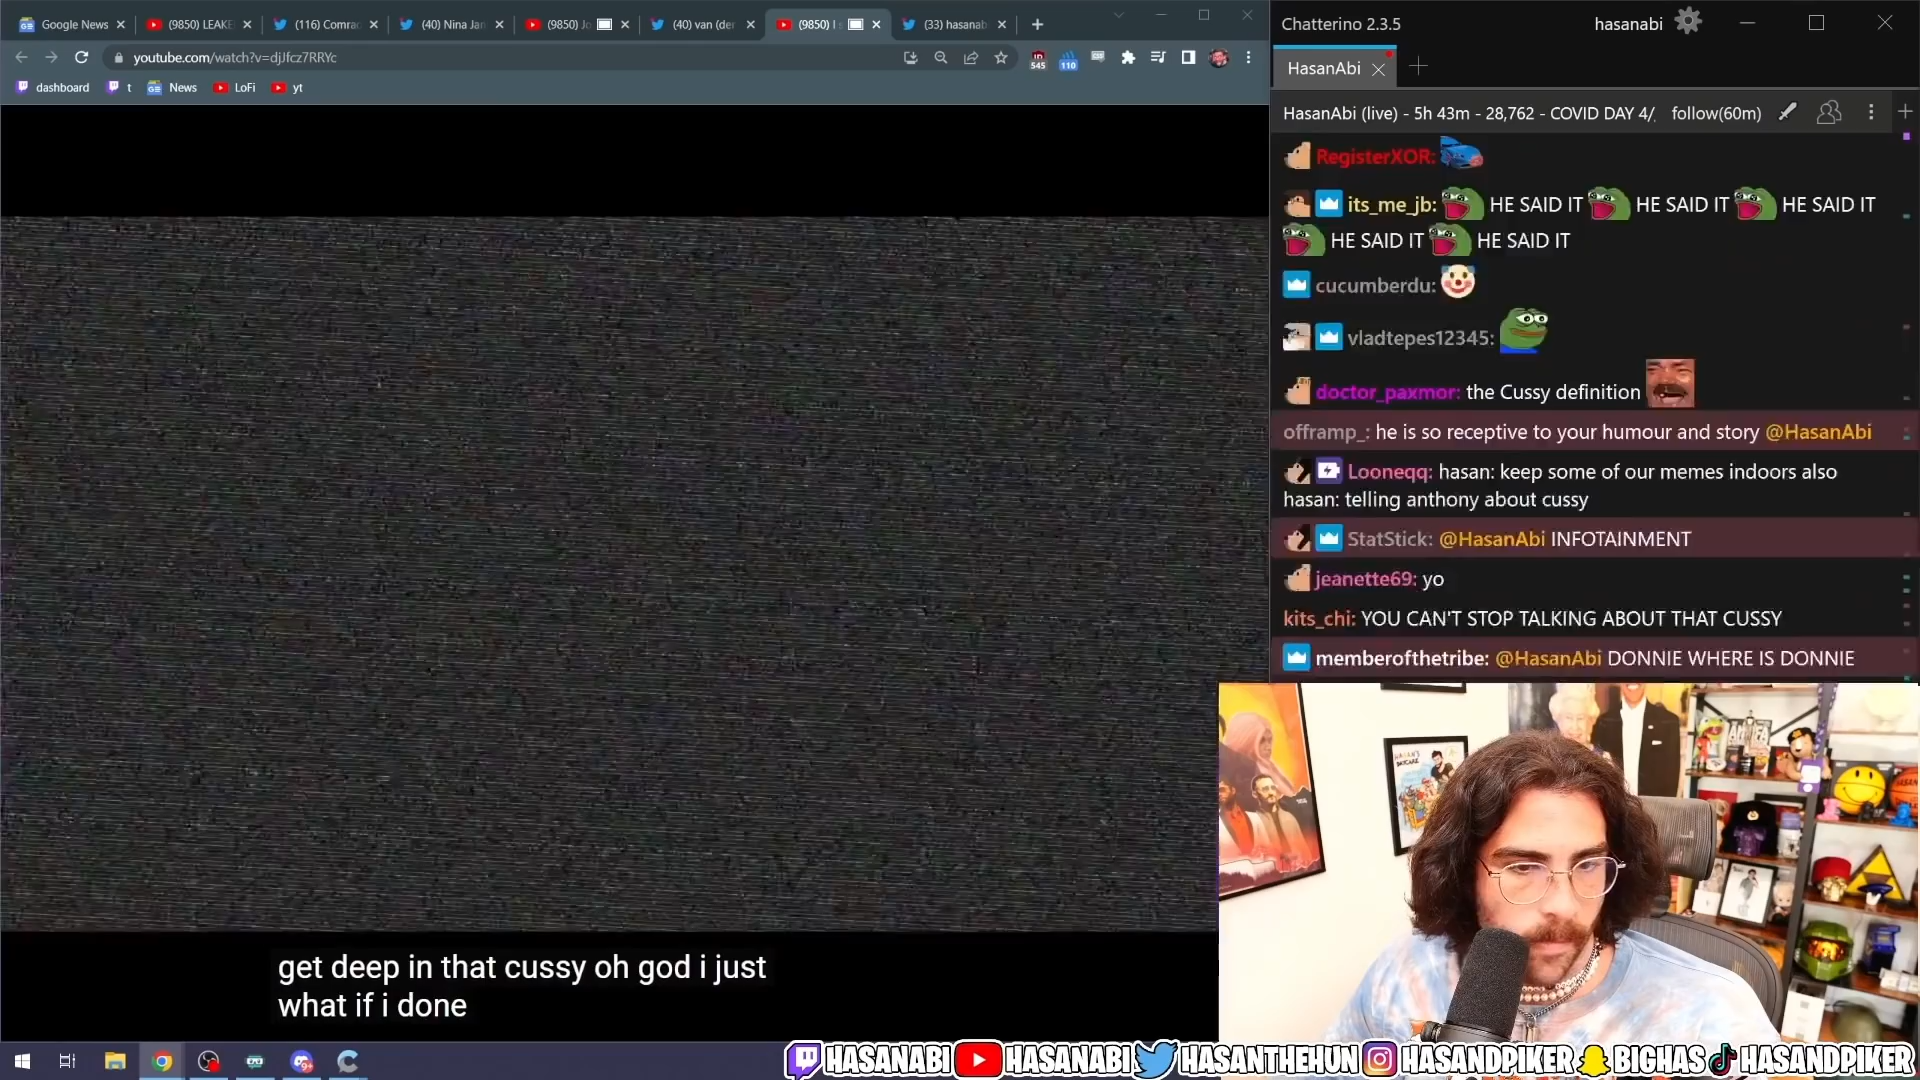 Google News
(9850) LEAKE
(116) Comra
(40) Nina Jan
(9850) Jo
(40) van (der
(9850) I s
(33) hasanab
youtube.com/watch?v=djJfcz7RRYc
545
110
dashboard
t
News
LoFi
yt
Chatterino 2.3.5
hasanabi
HasanAbi
HasanAbi (live) - 5h 43m - 28,762 - COVID DAY 4/
follow(60m)
RegisterXOR:
its_me_jb: HE SAID IT HE SAID IT HE SAID IT
HE SAID IT HE SAID IT
cucumberdu:
vladtepes12345:
doctor_paxmor: the Cussy definition
offramp_: he is so receptive to your humour and story @HasanAbi
Looneqq: hasan: keep some of our memes indoors also
hasan: telling anthony about cussy
StatStick: @HasanAbi INFOTAINMENT
jeanette69: yo
kits_chi: YOU CAN'T STOP TALKING ABOUT THAT CUSSY
memberofthetribe: @HasanAbi DONNIE WHERE IS DONNIE
get deep in that cussy oh god i just
what if i done
HASANABI HASANABI HASANTHEHUN HASANDPIKER BIGHAS HASANDPIKER